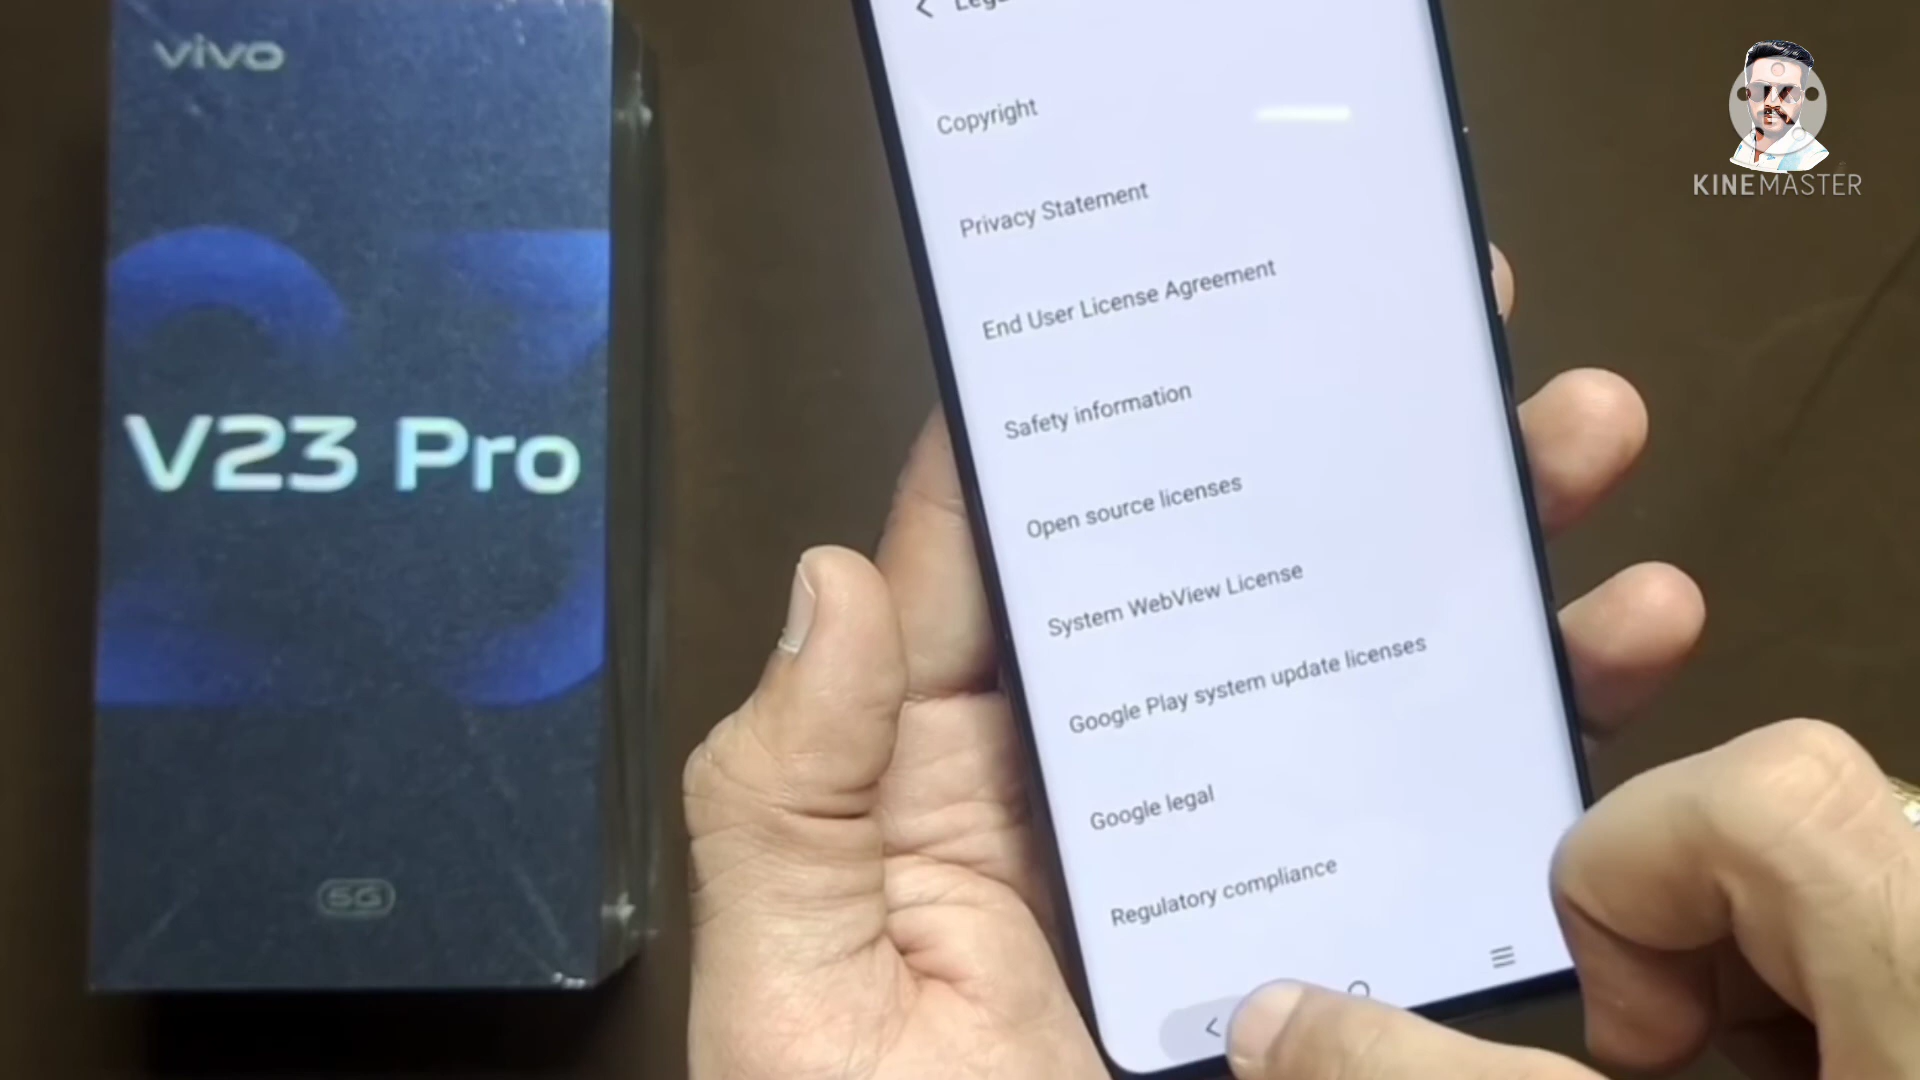 vivo
V23 Pro
5G
Copyright
Privacy Statement
End User License Agreement
Safety information
Open source licenses
System WebView License
Google Play system update licenses
Google legal
Regulatory compliance
KINEMASTER